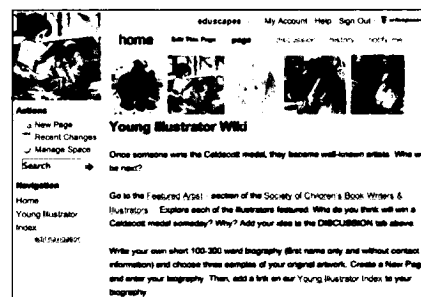 eduscapes My Account Help Sign Out
home Edit This Page page discussion history notify me
Actions
New Page
Recent Changes
Manage Space
Search
Navigation
Home
Young Illustrator
Index
edit navigation
Young Illustrator Wiki
Once someone wins the Caldecott medal, they become well-known artists. Who will
be next?
Go to the Featured Artist section of the Society of Children's Book Writers &
Illustrators Explore each of the illustrators featured. Who do you think will win a
Caldecott medal someday? Why? Add your idea to the DISCUSSION tab above.
Write your own short 100-300 word biography (first name only and without contact
information) and choose three samples of your original artwork. Create a New Page
and enter your biography. Then, add a link on our Young Illustrator Index to your
biography